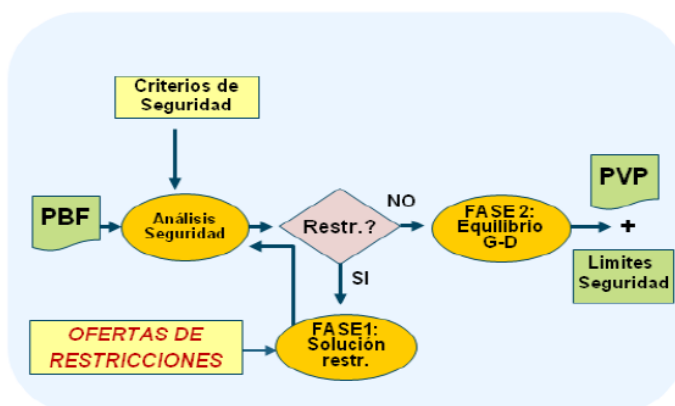 Criterios de
Seguridad
PBF
Análisis
Seguridad
Restr.?
NO
SI
FASE 2:
Equilibrio
G-D
PVP
+
Limites
Seguridad
OFERTAS DE
RESTRICCIONES
FASE1:
Solución
restr.